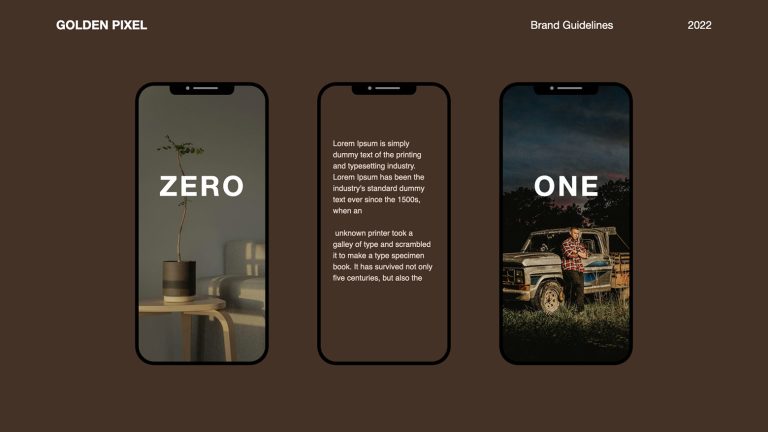 GOLDEN PIXEL
Brand Guidelines
2022
ZERO
Lorem Ipsum is simply
dummy text of the printing
and typesetting industry.
Lorem Ipsum has been the
industry's standard dummy
text ever since the 1500s,
when an
unknown printer took a
galley of type and scrambled
it to make a type specimen
book. It has survived not only
five centuries, but also the
ONE